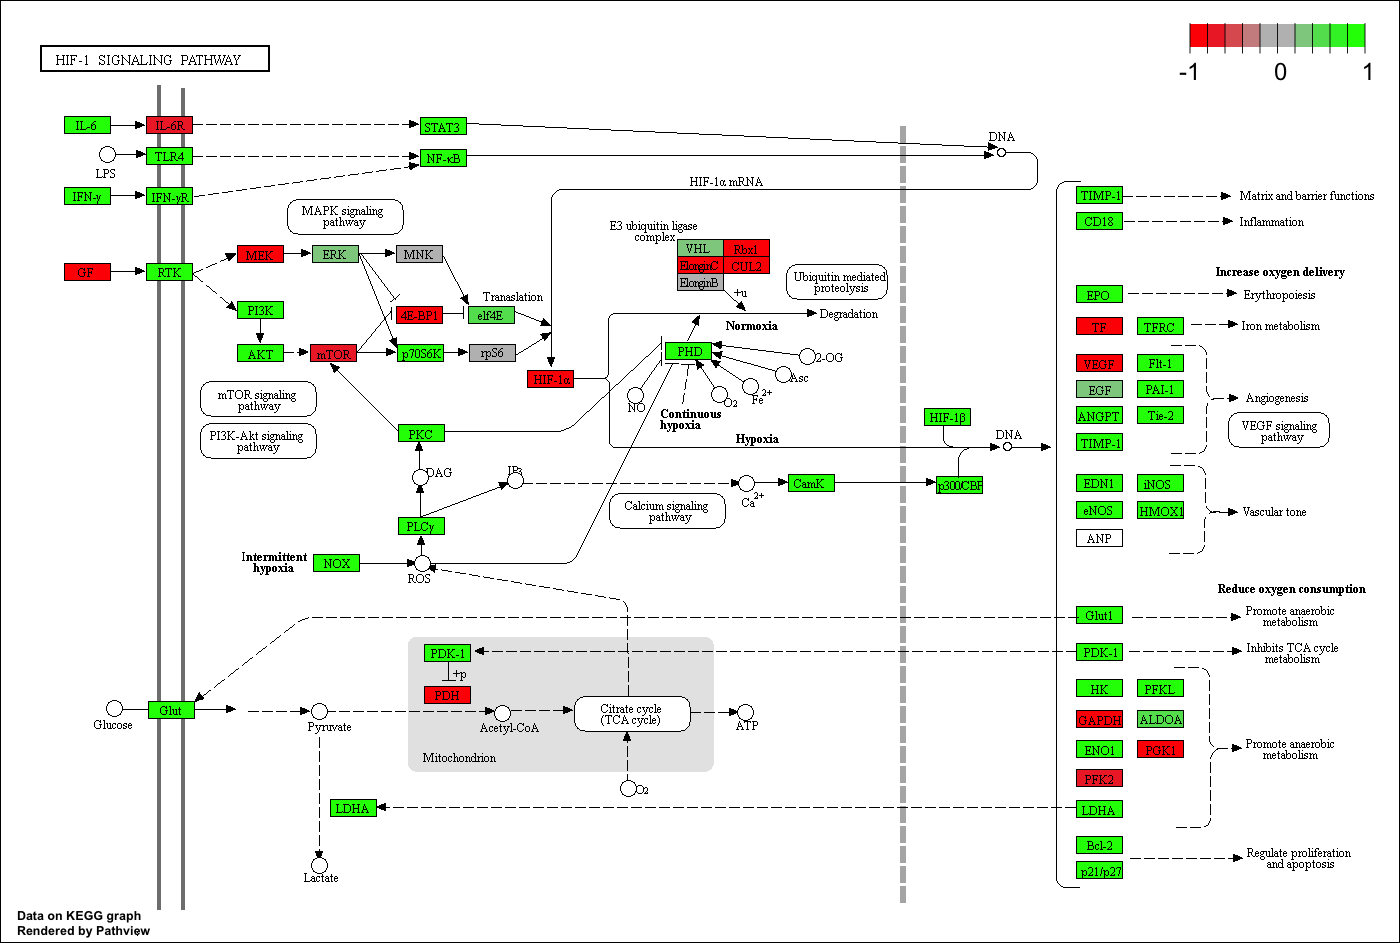 HIF-1 SIGNALING PATHWAY
-1 0 1
IL-6
IL-6R
STAT3
DNA
LPS
TLR4
NF-κB
IFN-γ
IFN-γR
HIF-1α mRNA
TIMP-1
Matrix and barrier functions
CD18
Inflammation
MAPK signaling
pathway
E3 ubiquitin ligase
complex
VHL
Rbx1
ElonginC
CUL2
ElonginB
+u
Ubiquitin mediated
proteolysis
GF
RTK
MEK
ERK
MNK
Translation
PI3K
4E-BP1
eIf4E
AKT
mTOR
p70S6K
rpS6
HIF-1α
Normoxia
Degradation
PHD
2-OG
Asc
Fe2+
O2
NO
Continuous
hypoxia
Hypoxia
Increase oxygen delivery
EPO
Erythropoiesis
TF
TFRC
Iron metabolism
VEGF
Flt-1
EGF
PAI-1
Angiogenesis
ANGPT
Tie-2
TIMP-1
VEGF signaling
pathway
mTOR signaling
pathway
PI3K-Akt signaling
pathway
PKC
HIF-1β
DNA
DAG
IP3
Ca2+
CamK
p300/CBP
Calcium signaling
pathway
PLCγ
EDN1
iNOS
eNOS
HMOX1
Vascular tone
ANP
Intermittent
hypoxia
NOX
ROS
Reduce oxygen consumption
Glut1
Promote anaerobic
metabolism
PDK-1
Inhibits TCA cycle
metabolism
PDK-1
+p
PDH
Glucose
Glut
Pyruvate
Acetyl-CoA
Citrate cycle
(TCA cycle)
ATP
Mitochondrion
O2
HK
PFKL
GAPDH
ALDOA
ENO1
PGK1
Promote anaerobic
metabolism
PFK2
LDHA
LDHA
Lactate
Bcl-2
p21/p27
Regulate proliferation
and apoptosis
Data on KEGG graph
Rendered by Pathview